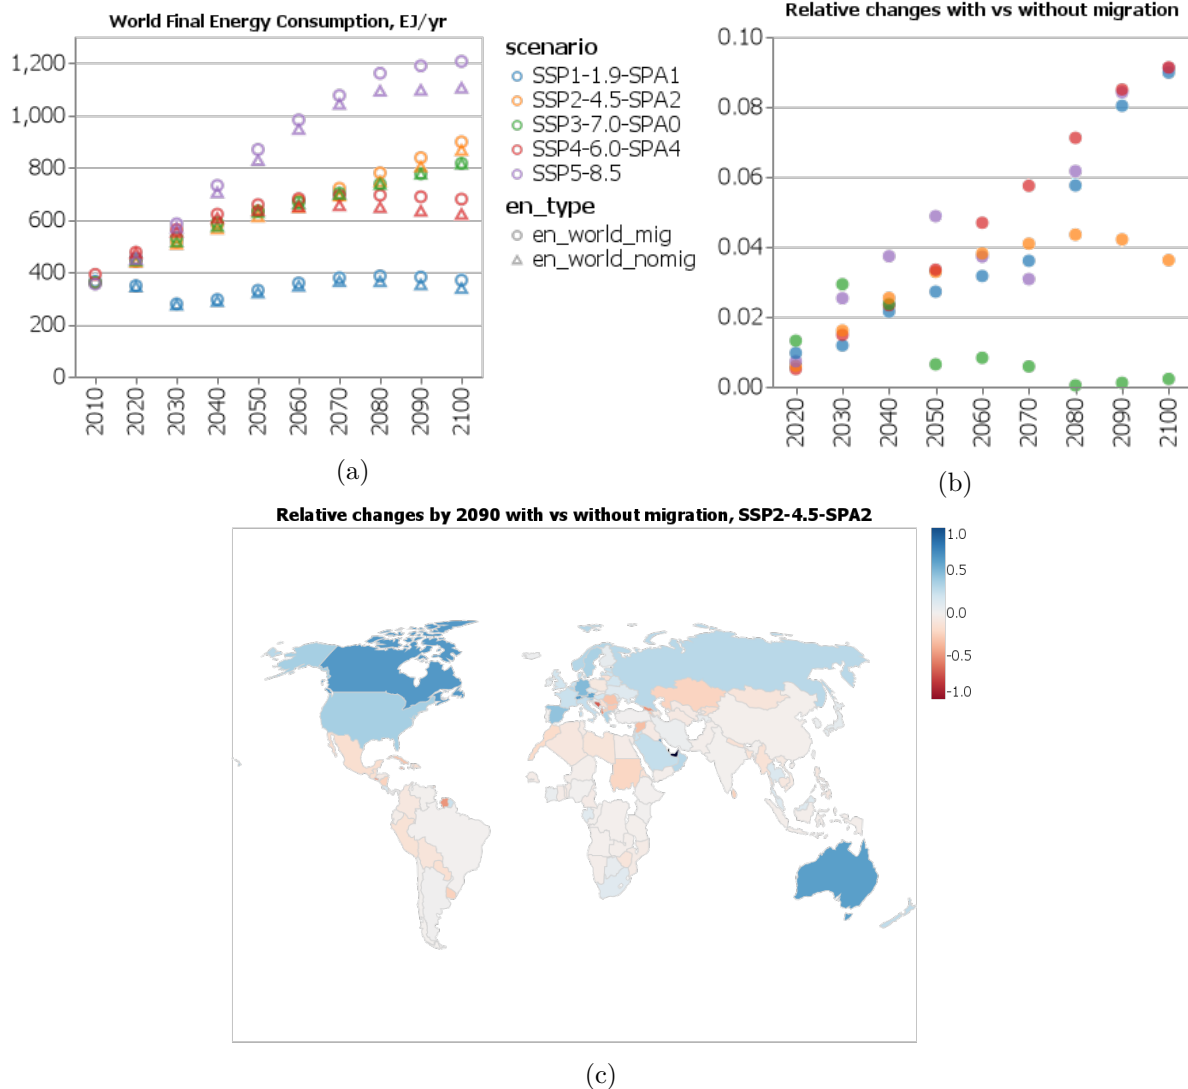 World Final Energy Consumption, EJ/yr
1,200
1,000
800
600
400
200
0
2010 2020 2030 2040 2050 2060 2070 2080 2090 2100
(a)
scenario
SSP1-1.9-SPA1
SSP2-4.5-SPA2
SSP3-7.0-SPA0
SSP4-6.0-SPA4
SSP5-8.5
en_type
en_world_mig
en_world_nomig
Relative changes with vs without migration
0.10
0.08
0.06
0.04
0.02
0.00
2020 2030 2040 2050 2060 2070 2080 2090 2100
(b)
Relative changes by 2090 with vs without migration, SSP2-4.5-SPA2
1.0
0.5
0.0
-0.5
-1.0
(c)